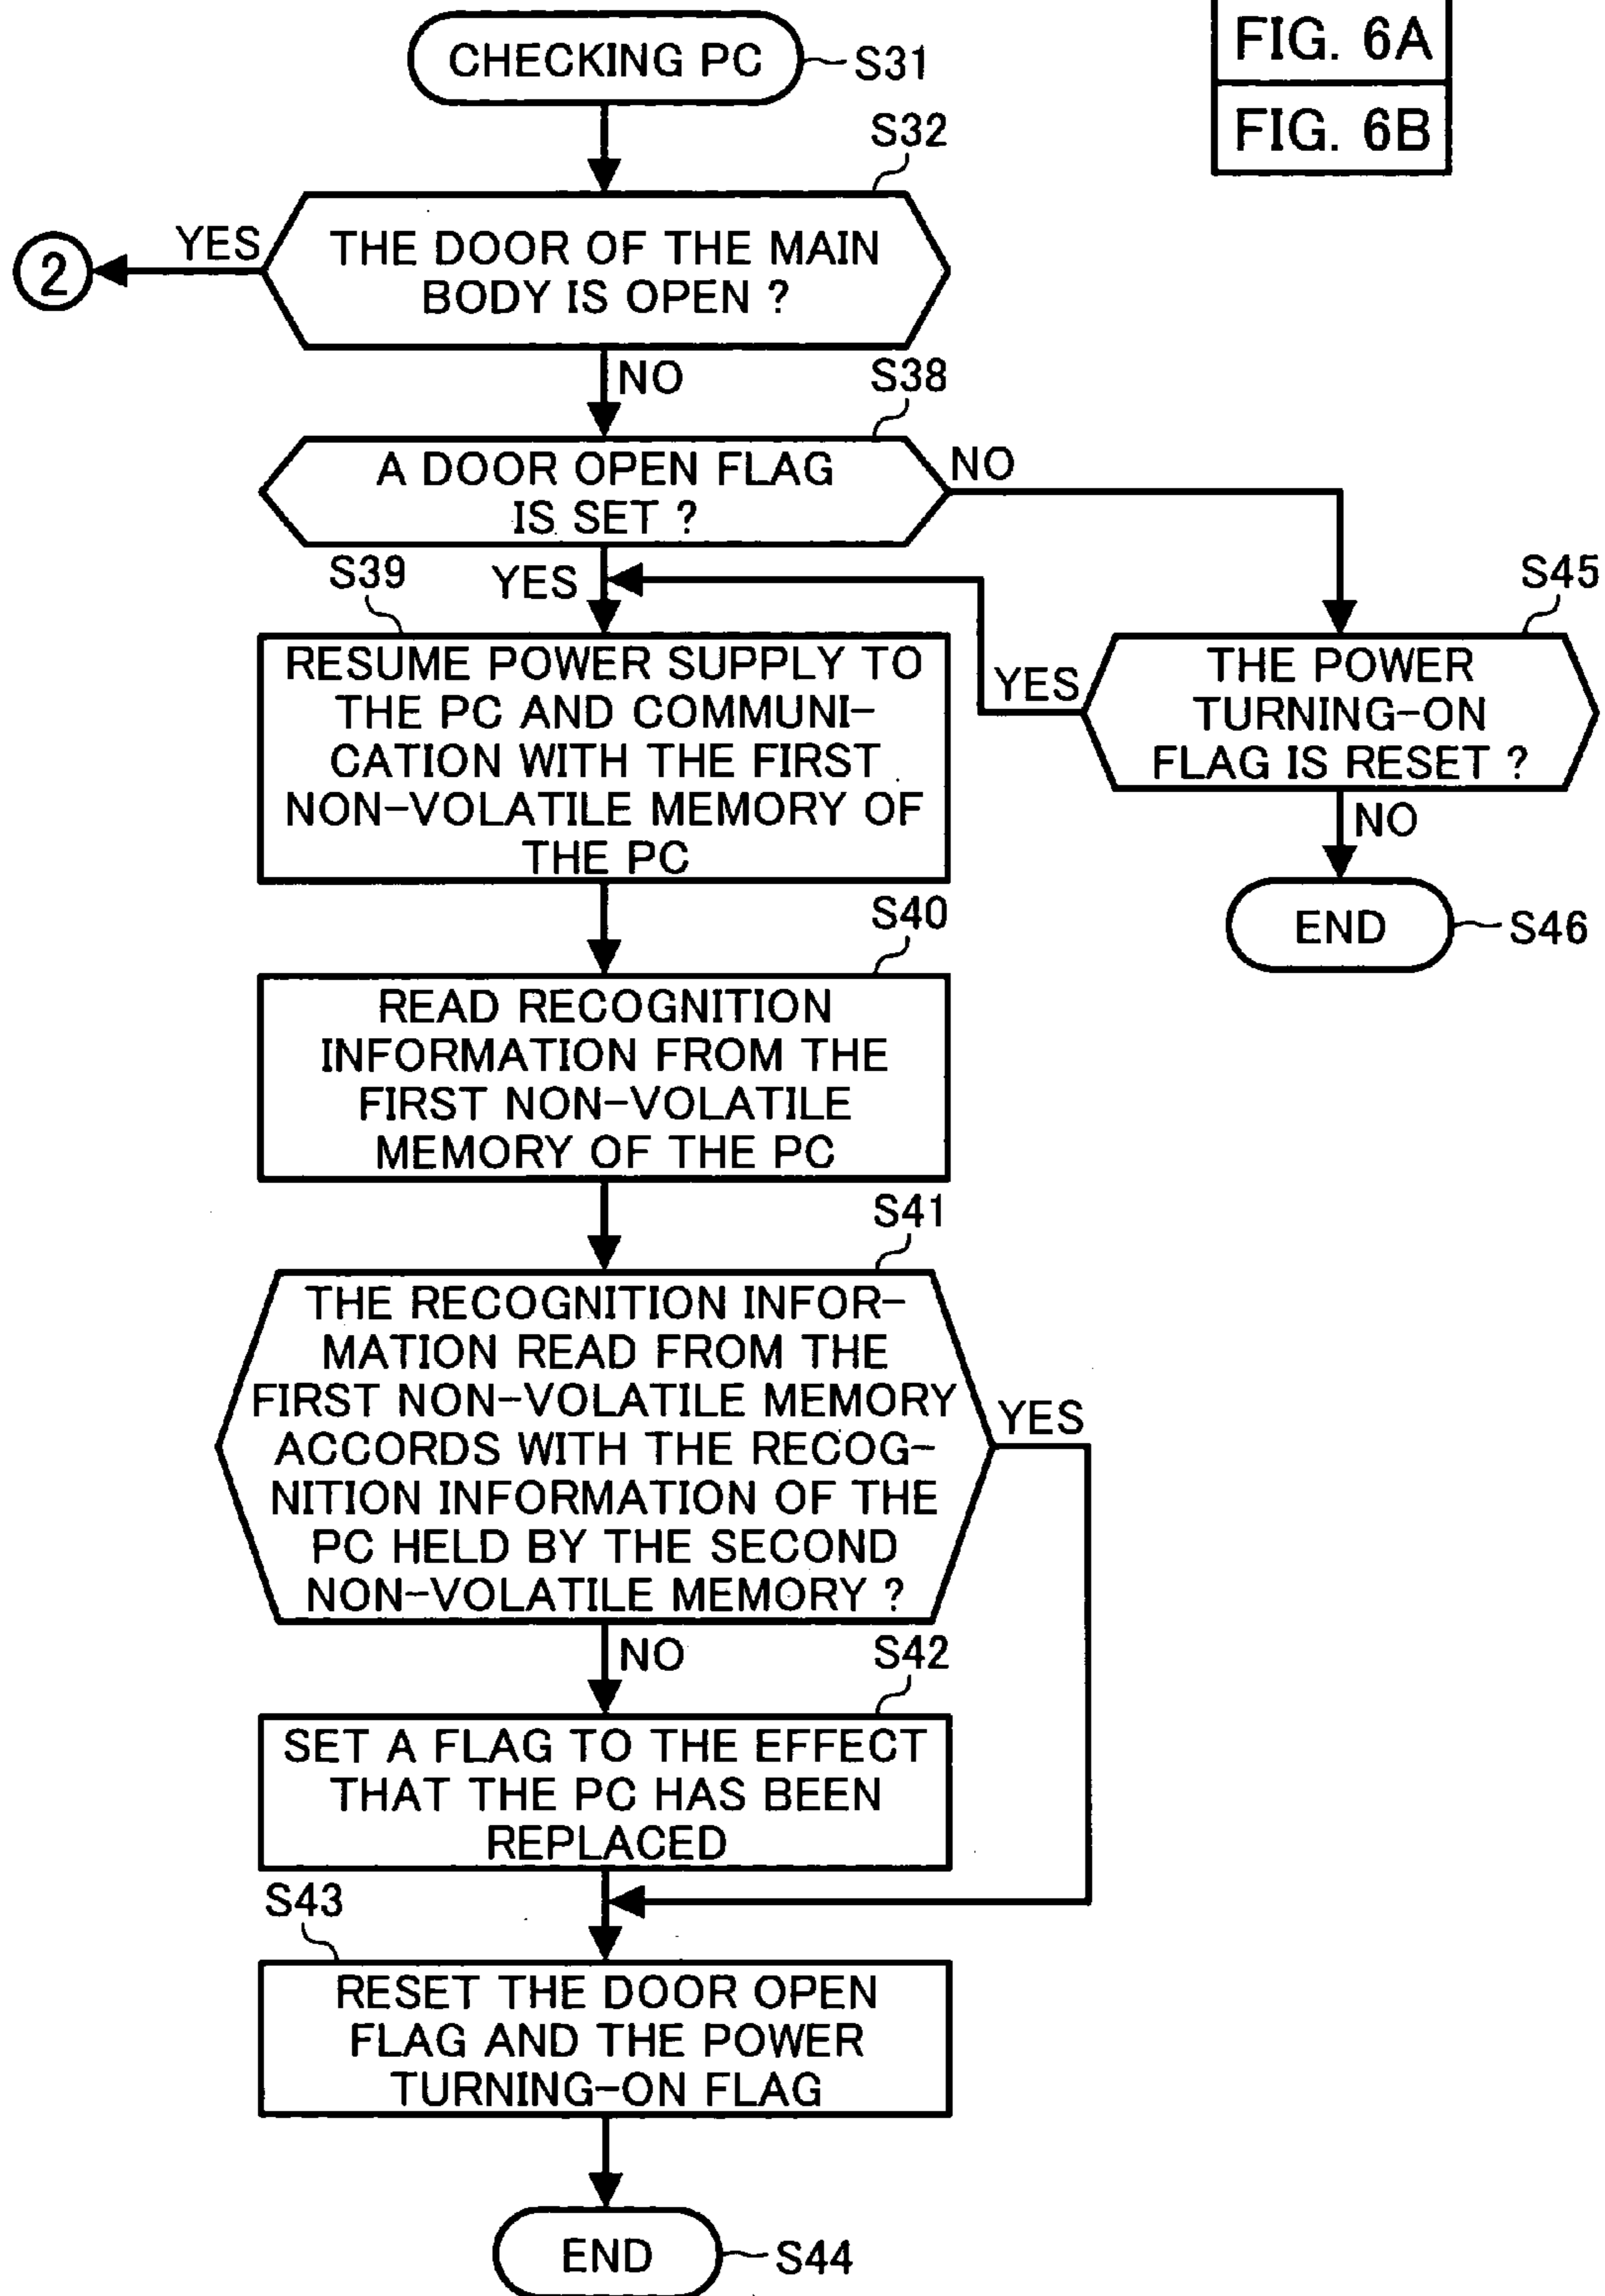 FIG. 6A
FIG. 6B
CHECKING PC
S31
S32
THE DOOR OF THE MAIN
BODY IS OPEN ?
YES
2
NO
S38
A DOOR OPEN FLAG
IS SET ?
NO
YES
S39
RESUME POWER SUPPLY TO
THE PC AND COMMUNI-
CATION WITH THE FIRST
NON-VOLATILE MEMORY OF
THE PC
S45
THE POWER
TURNING-ON
FLAG IS RESET ?
YES
NO
END
S46
S40
READ RECOGNITION
INFORMATION FROM THE
FIRST NON-VOLATILE
MEMORY OF THE PC
S41
THE RECOGNITION INFOR-
MATION READ FROM THE
FIRST NON-VOLATILE MEMORY
ACCORDS WITH THE RECOG-
NITION INFORMATION OF THE
PC HELD BY THE SECOND
NON-VOLATILE MEMORY ?
YES
NO
S42
SET A FLAG TO THE EFFECT
THAT THE PC HAS BEEN
REPLACED
S43
RESET THE DOOR OPEN
FLAG AND THE POWER
TURNING-ON FLAG
END
S44